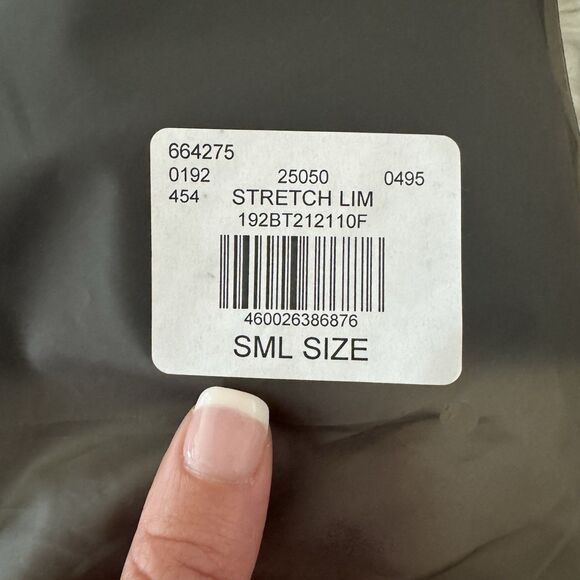 664275
0192 25050 0495
454 STRETCH LIM
192BT212110F
460026386876
SML SIZE